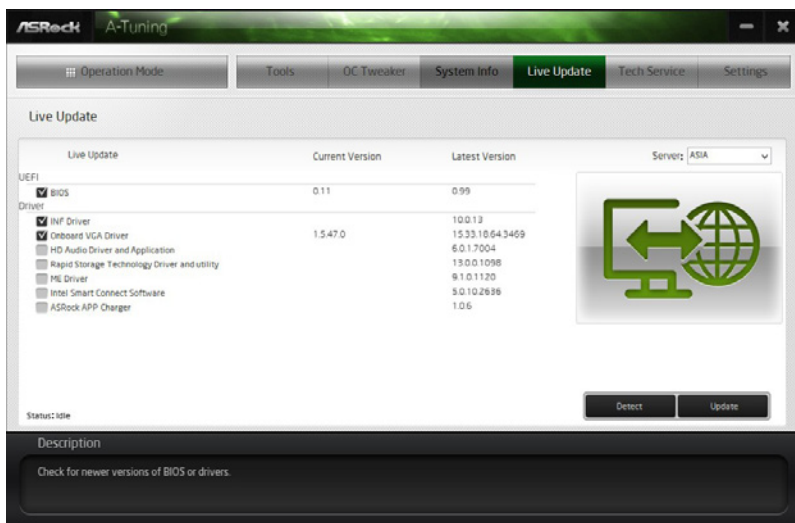 ASRock A-Tuning
Operation Mode Tools OC Tweaker System Info Live Update Tech Service Settings
Live Update
Live Update Current Version Latest Version Server: ASIA
UEFI
BIOS 0.11 0.99
Driver
INF Driver 10.0.13
Onboard VGA Driver 1.5.47.0 15.33.18.64.3469
HD Audio Driver and Application 6.0.1.7004
Rapid Storage Technology Driver and utility 13.0.0.1098
ME Driver 9.1.0.1120
Intel Smart Connect Software 5.0.10.2636
ASRock APP Charger 1.0.6
Status: Idle Detect Update
Description
Check for newer versions of BIOS or drivers.